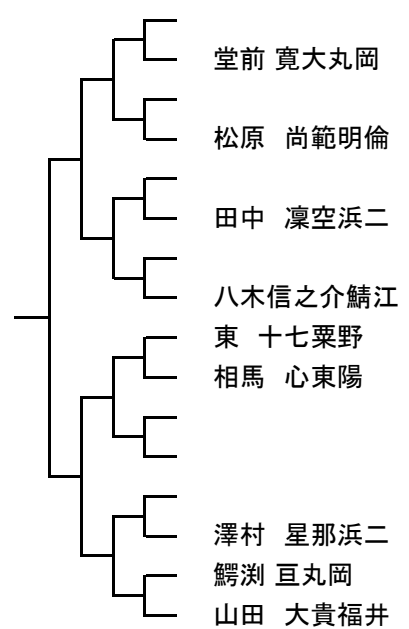 堂前 寛大丸岡
松原 尚範明倫
田中 凜空浜二
八木信之介鯖江
東 十七粟野
相馬 心東陽
澤村 星那浜二
鰐渕 亘丸岡
山田 大貴福井